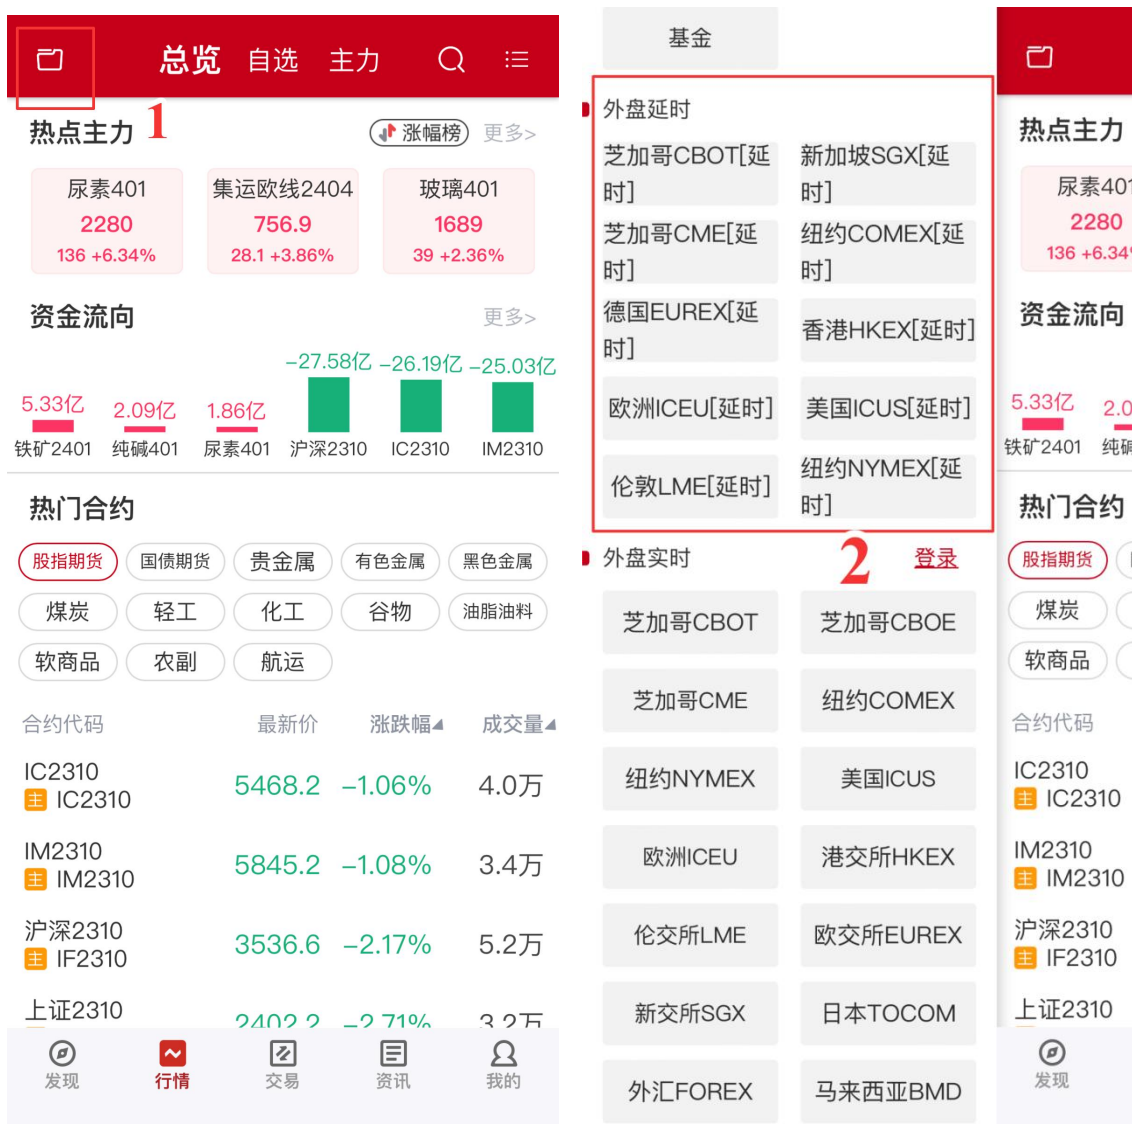 总览 自选 主力
1
热点主力 涨幅榜 更多>
尿素401 集运欧线2404 玻璃401
2280 756.9 1689
136 +6.34% 28.1 +3.86% 39 +2.36%
资金流向 更多>
-27.58亿 -26.19亿 -25.03亿
5.33亿 2.09亿 1.86亿
铁矿2401 纯碱401 尿素401 沪深2310 IC2310 IM2310
热门合约
股指期货 国债期货 贵金属 有色金属 黑色金属
煤炭 轻工 化工 谷物 油脂油料
软商品 农副 航运
合约代码 最新价 涨跌幅 成交量
IC2310
主 IC2310 5468.2 -1.06% 4.0万
IM2310
主 IM2310 5845.2 -1.08% 3.4万
沪深2310
主 IF2310 3536.6 -2.17% 5.2万
上证2310
2402.2 -2.71% 3.2万
发现 行情 交易 资讯 我的
基金
外盘延时
芝加哥CBOT[延
时]
新加坡SGX[延
时]
芝加哥CME[延
时]
纽约COMEX[延
时]
德国EUREX[延
时]
香港HKEX[延时]
欧洲ICEU[延时] 美国ICUS[延时]
伦敦LME[延时]
纽约NYMEX[延
时]
2
外盘实时 登录
芝加哥CBOT 芝加哥CBOE
芝加哥CME 纽约COMEX
纽约NYMEX 美国ICUS
欧洲ICEU 港交所HKEX
伦交所LME 欧交所EUREX
新交所SGX 日本TOCOM
外汇FOREX 马来西亚BMD
热点主力
尿素401
2280
136 +6.34%
资金流向
5.33亿 2.0
铁矿2401 纯碱
热门合约
股指期货
煤炭
软商品
合约代码
IC2310
主 IC2310
IM2310
主 IM2310
沪深2310
主 IF2310
上证2310
发现